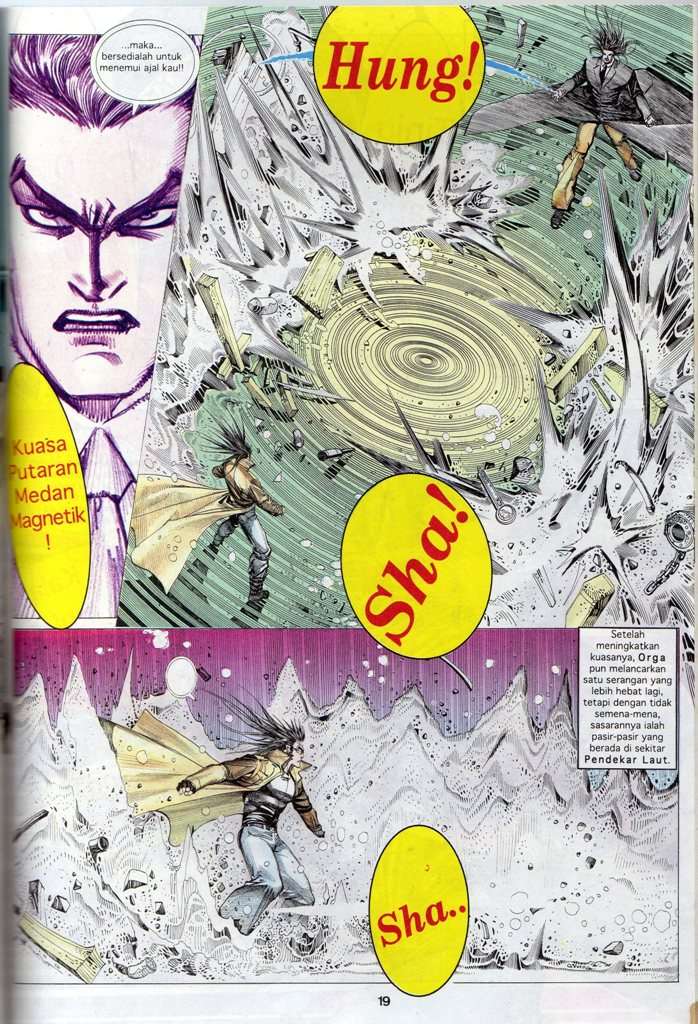 ...maka...
bersedialah untuk
menemui ajal kau!!
Hung!
Kuasa
Putaran
Medan
Magnetik
!
Sha!
Setelah
meningkatkan
kuasanya, Orga
pun melancarkan
satu serangan yang
lebih hebat lagi,
tetapi dengan tidak
semena-mena,
sasarannya ialah
pasir-pasir yang
berada di sekitar
Pendekar Laut.
Sha..
19